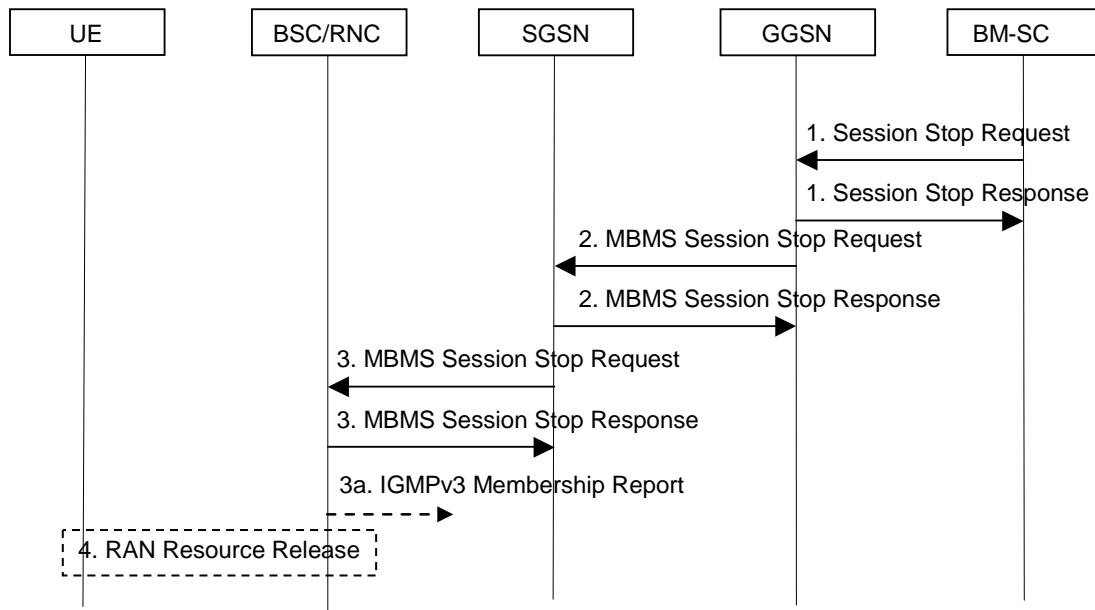 UE
BSC/RNC
SGSN
GGSN
BM-SC
1. Session Stop Request
1. Session Stop Response
2. MBMS Session Stop Request
2. MBMS Session Stop Response
3. MBMS Session Stop Request
3. MBMS Session Stop Response
3a. IGMPv3 Membership Report
4. RAN Resource Release